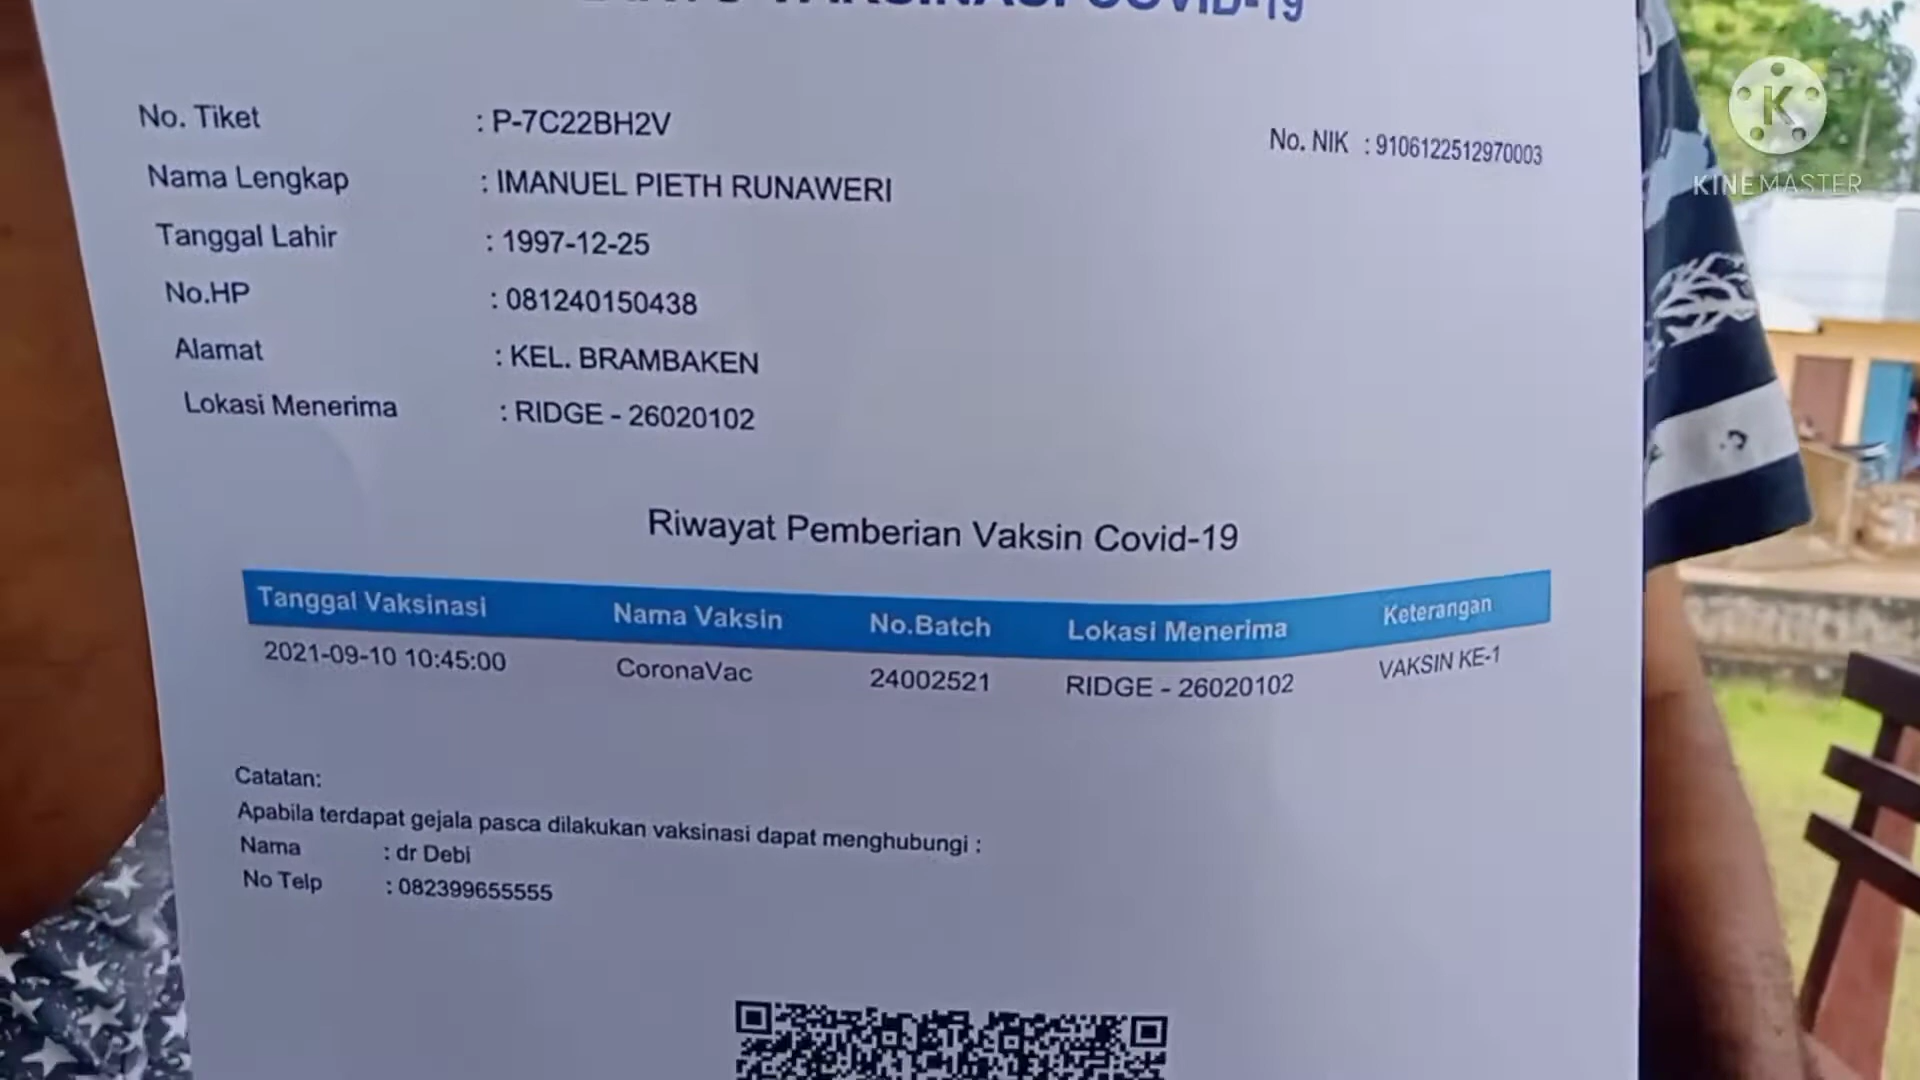 VAKSINASI COVID-19
No. Tiket : P-7C22BH2V
No. NIK : 9106122512970003
Nama Lengkap : IMANUEL PIETH RUNAWERI
Tanggal Lahir : 1997-12-25
No.HP : 081240150438
Alamat : KEL. BRAMBAKEN
Lokasi Menerima : RIDGE - 26020102
Riwayat Pemberian Vaksin Covid-19
Tanggal Vaksinasi Nama Vaksin No.Batch Lokasi Menerima Keterangan
2021-09-10 10:45:00 CoronaVac 24002521 RIDGE - 26020102 VAKSIN KE-1
Catatan:
Apabila terdapat gejala pasca dilakukan vaksinasi dapat menghubungi :
Nama : dr Debi
No Telp : 082399655555
K
KINEMASTER